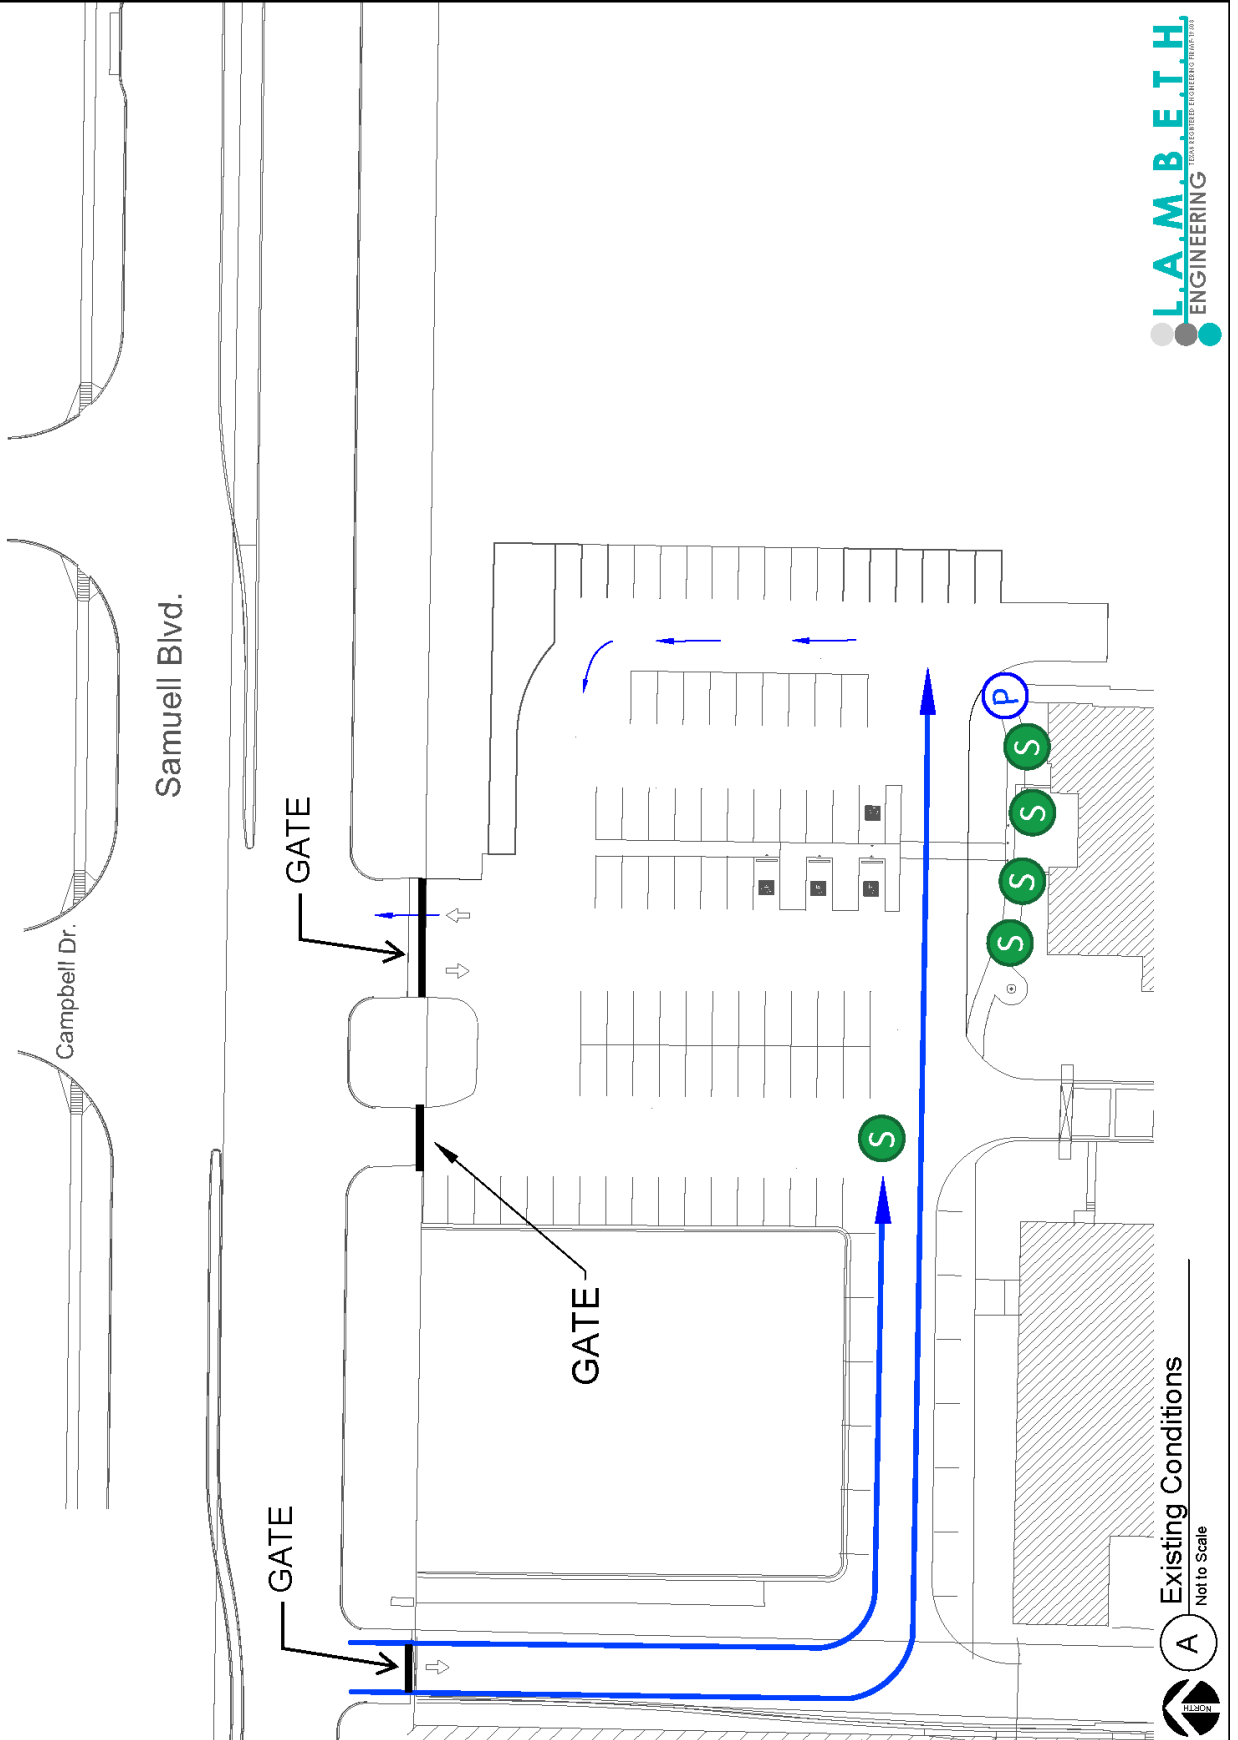 Campbell Dr.
Samuell Blvd.
GATE
GATE
GATE
P
S
S
S
S
S
A
Existing Conditions
Not to Scale
NORTH
L.A.M.B.E.T.H.
ENGINEERING